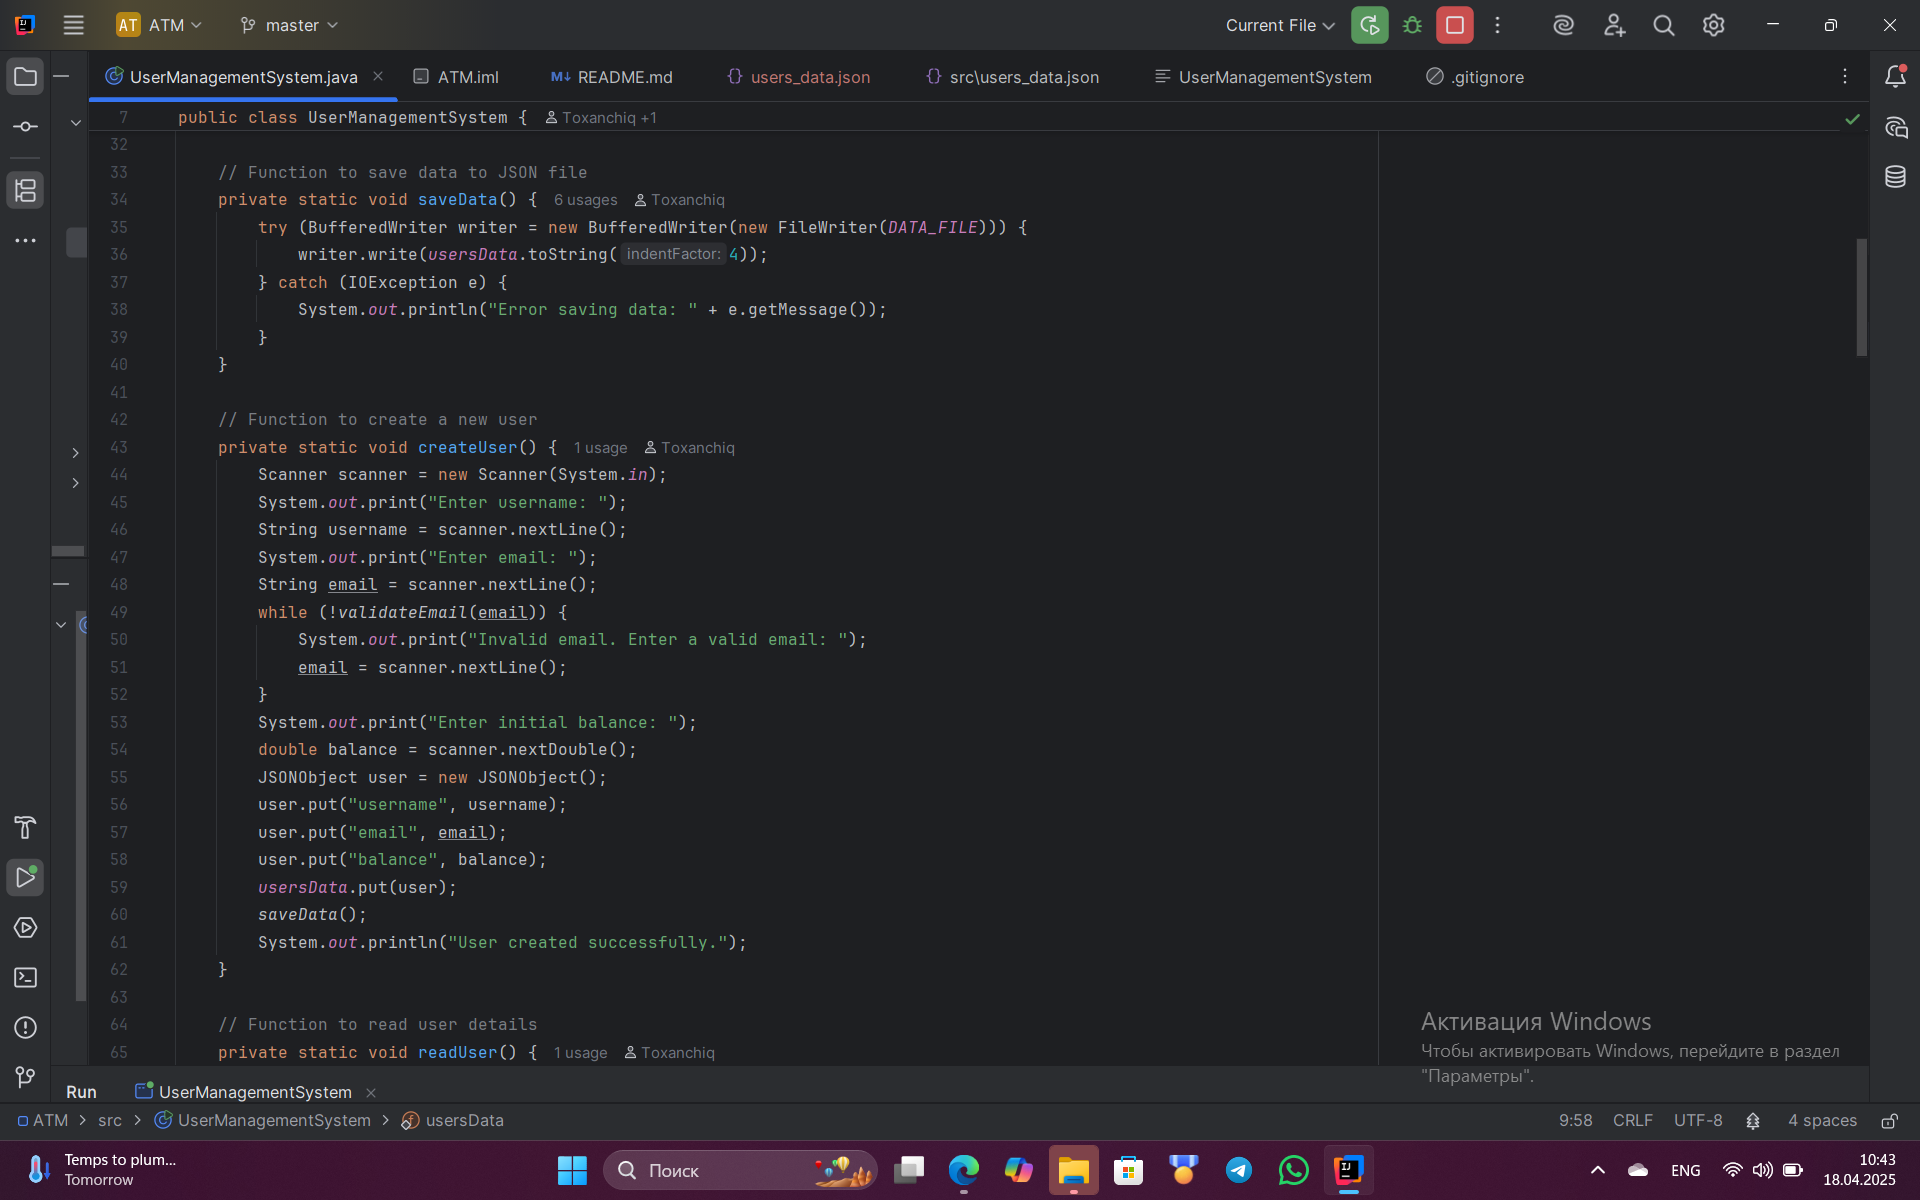 AT ATM master Current File
UserManagementSystem.java ATM.iml README.md users_data.json src\users_data.json UserManagementSystem .gitignore
7 public class UserManagementSystem { Toxanchiq +1
32
33 // Function to save data to JSON file
34 private static void saveData() { 6 usages Toxanchiq
35 try (BufferedWriter writer = new BufferedWriter(new FileWriter(DATA_FILE))) {
36 writer.write(usersData.toString( indentFactor: 4));
37 } catch (IOException e) {
38 System.out.println("Error saving data: " + e.getMessage());
39 }
40 }
41
42 // Function to create a new user
43 private static void createUser() { 1 usage Toxanchiq
44 Scanner scanner = new Scanner(System.in);
45 System.out.print("Enter username: ");
46 String username = scanner.nextLine();
47 System.out.print("Enter email: ");
48 String email = scanner.nextLine();
49 while (!validateEmail(email)) {
50 System.out.print("Invalid email. Enter a valid email: ");
51 email = scanner.nextLine();
52 }
53 System.out.print("Enter initial balance: ");
54 double balance = scanner.nextDouble();
55 JSONObject user = new JSONObject();
56 user.put("username", username);
57 user.put("email", email);
58 user.put("balance", balance);
59 usersData.put(user);
60 saveData();
61 System.out.println("User created successfully.");
62 }
63
64 // Function to read user details
65 private static void readUser() { 1 usage Toxanchiq
Активация Windows
Чтобы активировать Windows, перейдите в раздел
"Параметры".
Run UserManagementSystem
ATM > src > UserManagementSystem > usersData 9:58 CRLF UTF-8 4 spaces
Temps to plum...
Tomorrow
Поиск
ENG
10:43
18.04.2025